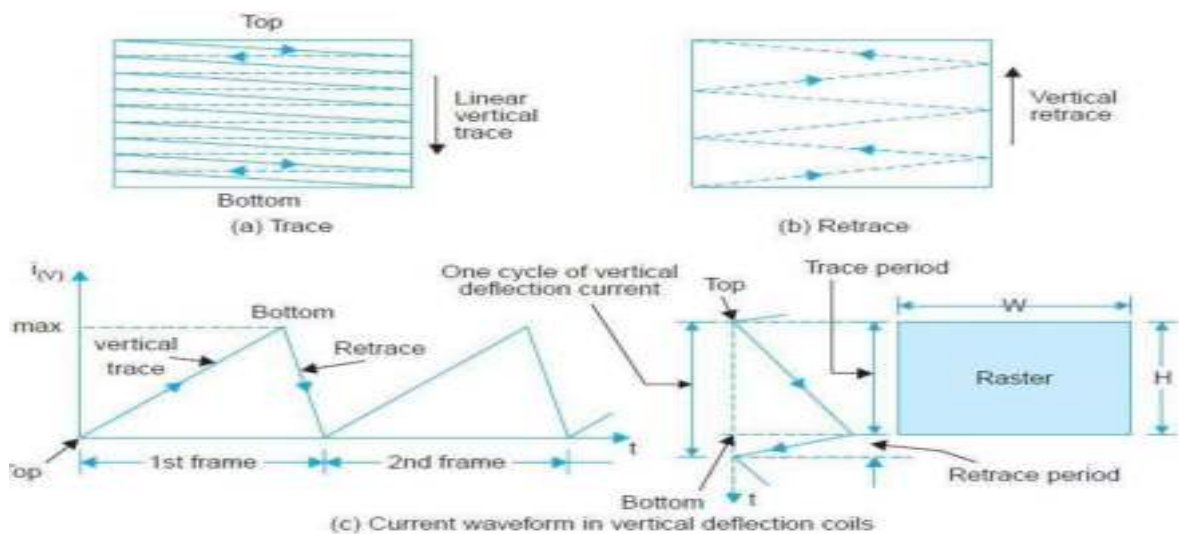 Top
Linear
vertical
trace
Bottom
(a) Trace
Vertical
retrace
(b) Retrace
i(V)
max
Bottom
vertical
trace
Retrace
op
1st frame
2nd frame
t
One cycle of vertical
deflection current
Top
Trace period
W
Raster
H
Retrace period
Bottom
t
(c) Current waveform in vertical deflection coils